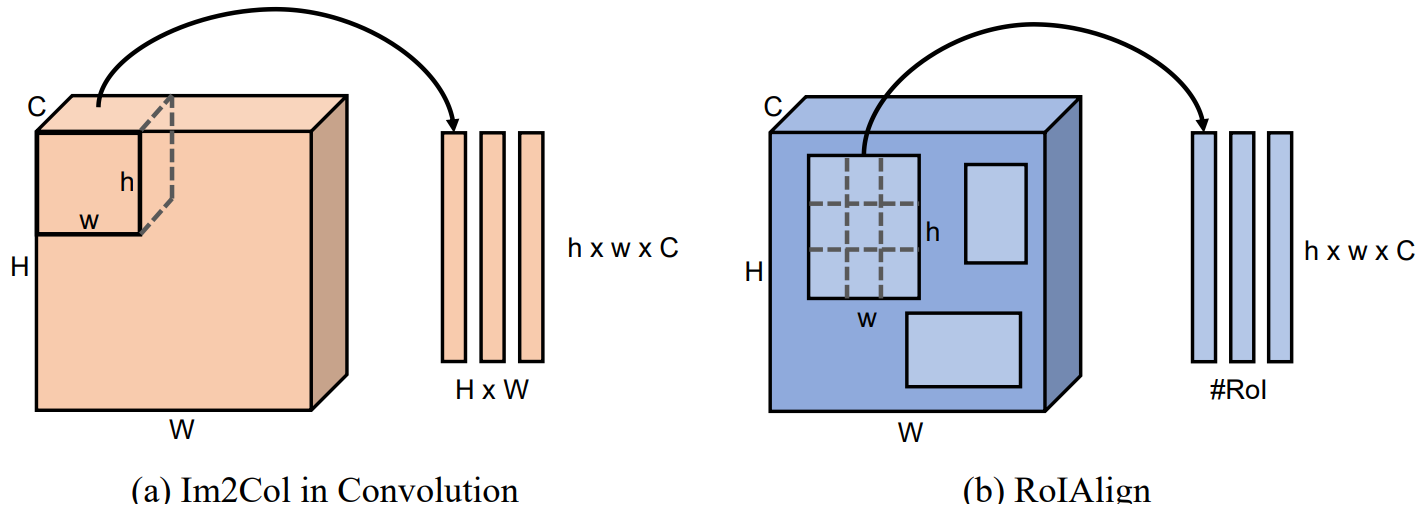 C
h
w
H
W
h x w x C
H x W
(a) Im2Col in Convolution
C
h
w
H
W
h x w x C
#RoI
(b) RoIAlign